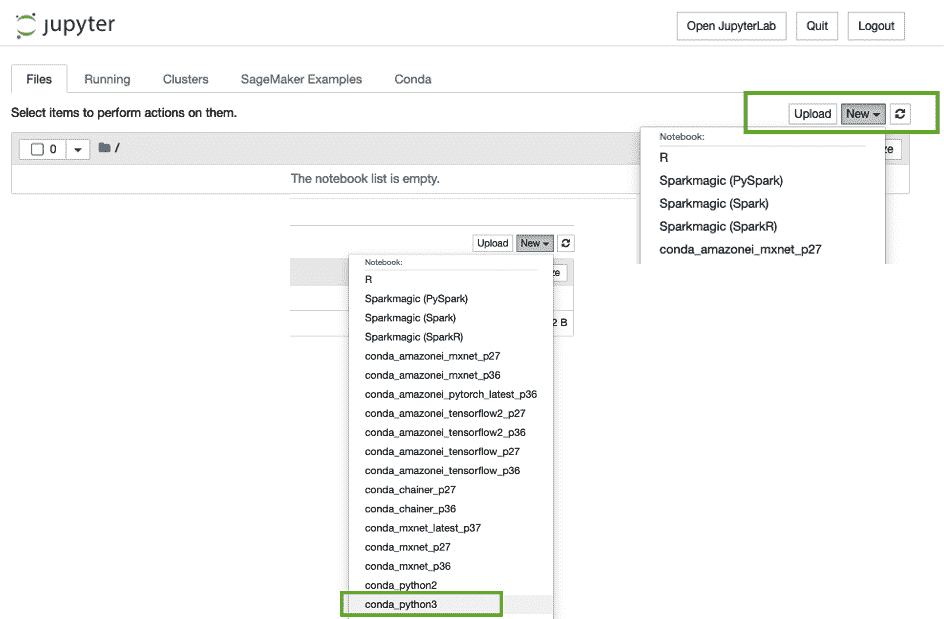 jupyter
Open JupyterLab Quit Logout
Files Running Clusters SageMaker Examples Conda
Select items to perform actions on them.
Upload New
0 /
ze
The notebook list is empty.
Notebook:
R
Sparkmagic (PySpark)
Sparkmagic (Spark)
Sparkmagic (SparkR)
conda_amazonei_mxnet_p27
Upload New
ze
2 B
Notebook:
R
Sparkmagic (PySpark)
Sparkmagic (Spark)
Sparkmagic (SparkR)
conda_amazonei_mxnet_p27
conda_amazonei_mxnet_p36
conda_amazonei_pytorch_latest_p36
conda_amazonei_tensorflow2_p27
conda_amazonei_tensorflow2_p36
conda_amazonei_tensorflow_p27
conda_amazonei_tensorflow_p36
conda_chainer_p27
conda_chainer_p36
conda_mxnet_latest_p37
conda_mxnet_p27
conda_mxnet_p36
conda_python2
conda_python3